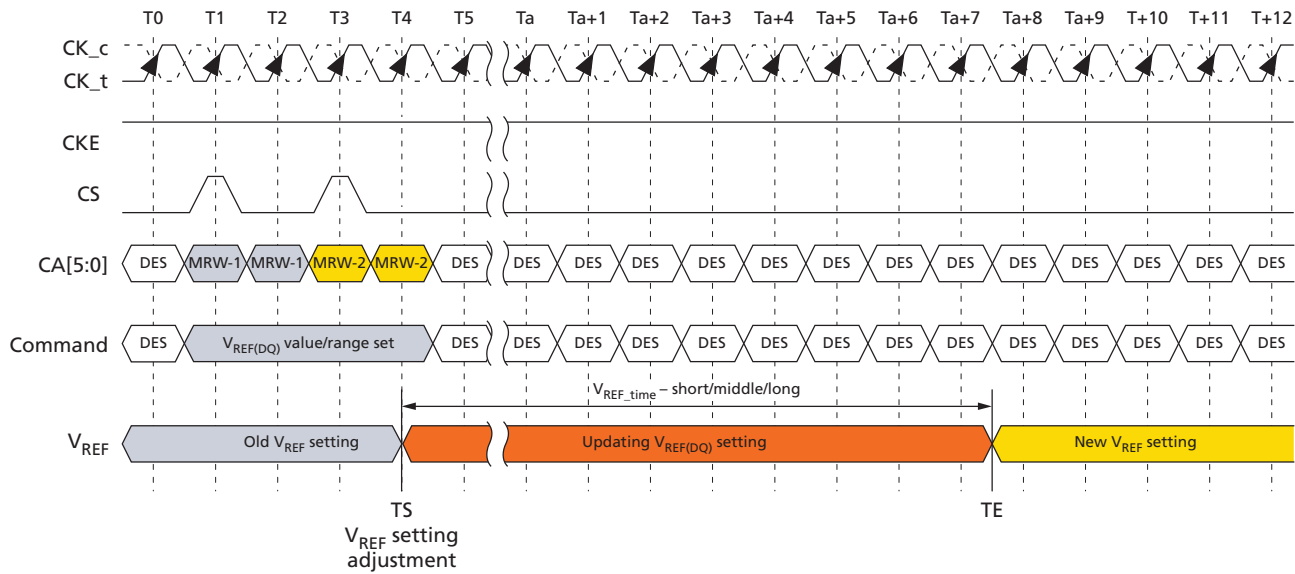 T0 T1 T2 T3 T4 T5 Ta Ta+1 Ta+2 Ta+3 Ta+4 Ta+5 Ta+6 Ta+7 Ta+8 Ta+9 T+10 T+11 T+12
CK_c
CK_t
CKE
CS
CA[5:0] DES MRW-1 MRW-1 MRW-2 MRW-2 DES DES DES DES DES DES DES DES DES DES DES DES DES DES
Command DES VREF(DQ) value/range set DES DES DES DES DES DES DES DES DES DES DES DES DES DES
VREF_time – short/middle/long
VREF Old VREF setting Updating VREF(DQ) setting New VREF setting
TS TE
VREF setting
adjustment